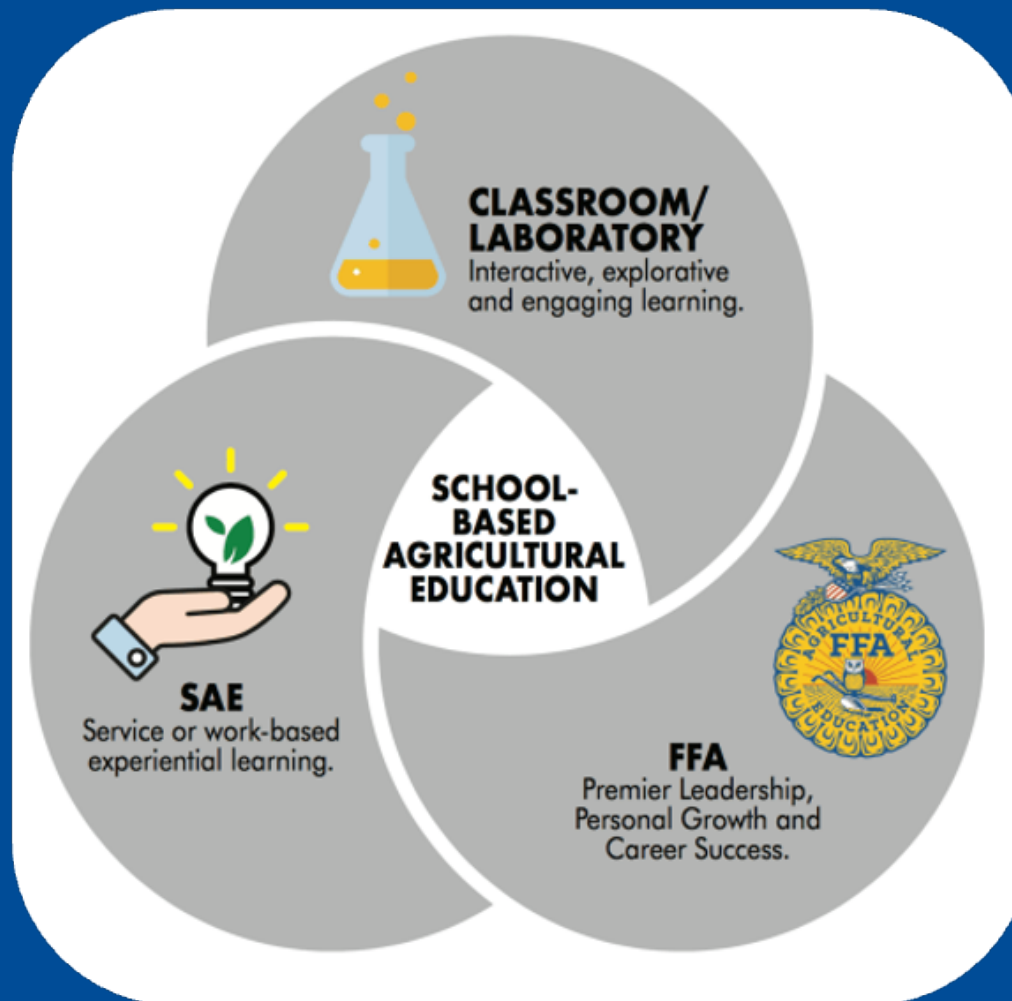 CLASSROOM/
LABORATORY
Interactive, explorative
and engaging learning.
SCHOOL-
BASED
AGRICULTURAL
EDUCATION
SAE
Service or work-based
experiential learning.
AGRICULTURAL
FFA
EDUCATION
FFA
Premier Leadership,
Personal Growth and
Career Success.